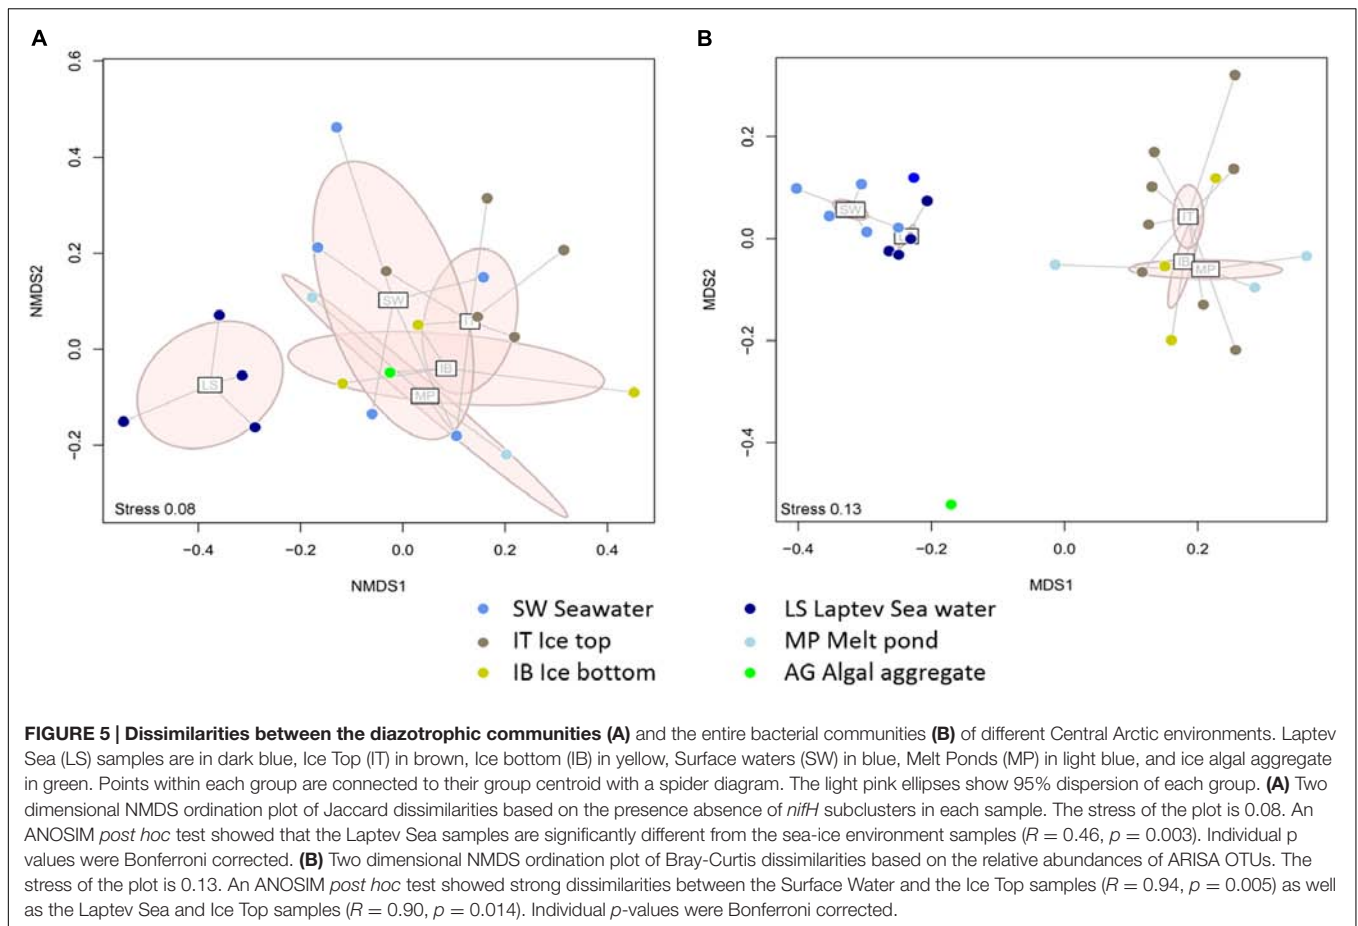 A
B
0.6
0.4
0.2
0.0
−0.2
NMDS2
SW
IT
IB
MP
LS
Stress 0.08
−0.4
−0.2
0.0
0.2
0.4
NMDS1
0.2
0.0
−0.2
−0.4
MDS2
SW
IT
IB
MP
Stress 0.13
−0.4
−0.2
0.0
0.2
MDS1
SW Seawater
LS Laptev Sea water
IT Ice top
MP Melt pond
IB Ice bottom
AG Algal aggregate
FIGURE 5 | Dissimilarities between the diazotrophic communities (A) and the entire bacterial communities (B) of different Central Arctic environments. Laptev
Sea (LS) samples are in dark blue, Ice Top (IT) in brown, Ice bottom (IB) in yellow, Surface waters (SW) in blue, Melt Ponds (MP) in light blue, and ice algal aggregate
in green. Points within each group are connected to their group centroid with a spider diagram. The light pink ellipses show 95% dispersion of each group. (A) Two
dimensional NMDS ordination plot of Jaccard dissimilarities based on the presence absence of nifH subclusters in each sample. The stress of the plot is 0.08. An
ANOSIM post hoc test showed that the Laptev Sea samples are significantly different from the sea-ice environment samples (R = 0.46, p = 0.003). Individual p
values were Bonferroni corrected. (B) Two dimensional NMDS ordination plot of Bray-Curtis dissimilarities based on the relative abundances of ARISA OTUs. The
stress of the plot is 0.13. An ANOSIM post hoc test showed strong dissimilarities between the Surface Water and the Ice Top samples (R = 0.94, p = 0.005) as well
as the Laptev Sea and Ice Top samples (R = 0.90, p = 0.014). Individual p-values were Bonferroni corrected.